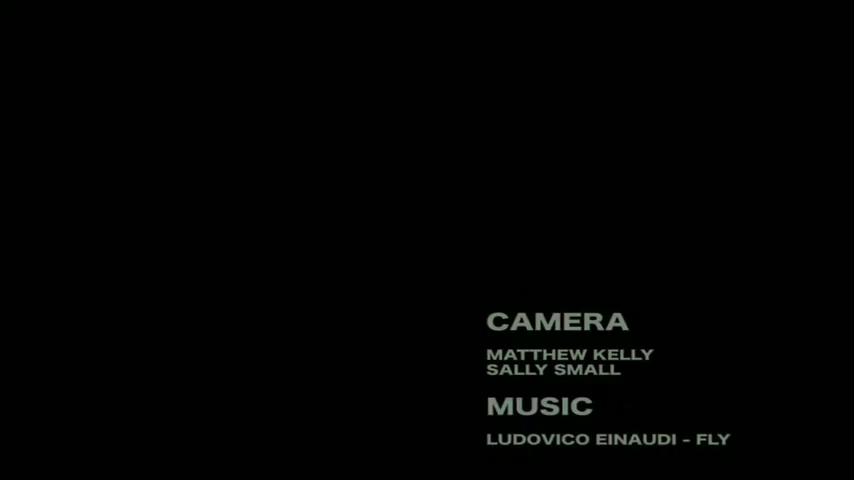 CAMERA
MATTHEW KELLY
SALLY SMALL
MUSIC
LUDOVICO EINAUDI - FLY